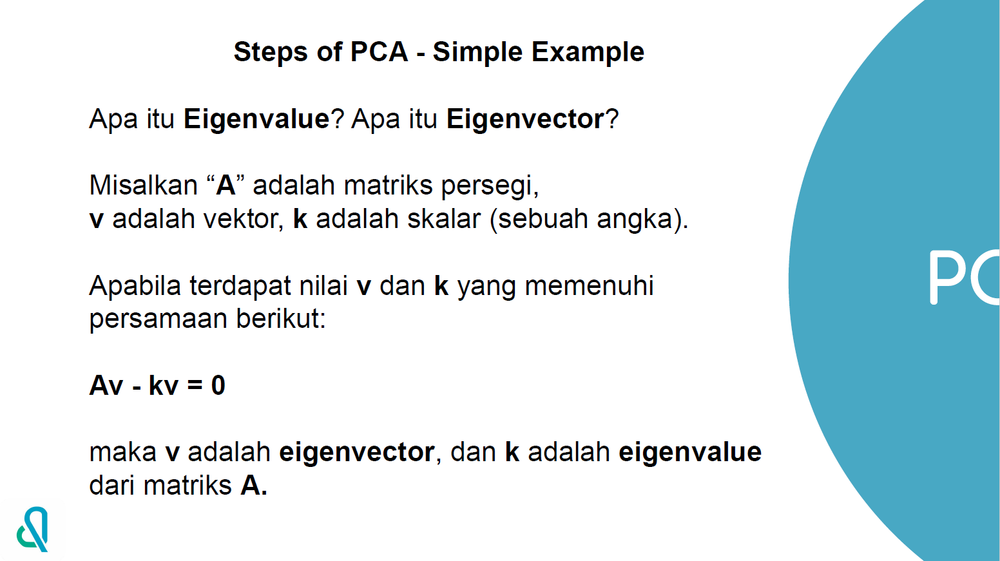 Steps of PCA - Simple Example
Apa itu Eigenvalue? Apa itu Eigenvector?
Misalkan “A” adalah matriks persegi,
v adalah vektor, k adalah skalar (sebuah angka).
Apabila terdapat nilai v dan k yang memenuhi
persamaan berikut:
Av - kv = 0
maka v adalah eigenvector, dan k adalah eigenvalue
dari matriks A.
PC